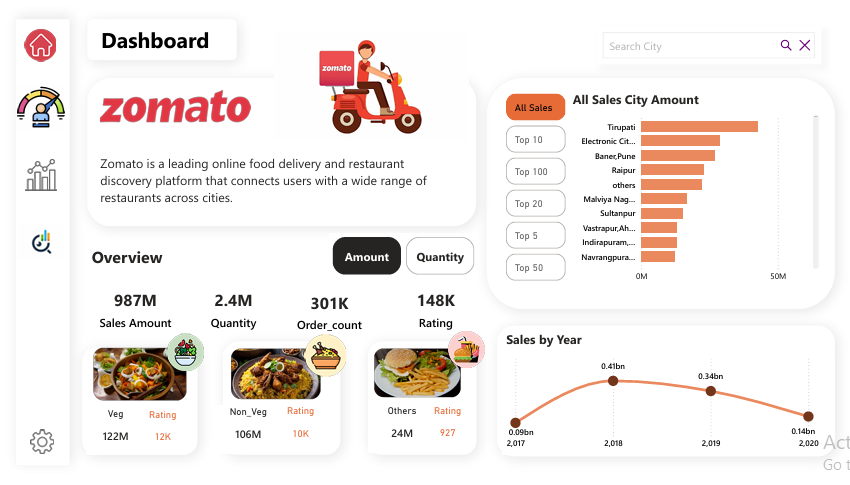 Dashboard
Search City
zomato
zomato
Zomato is a leading online food delivery and restaurant
discovery platform that connects users with a wide range of
restaurants across cities.
All Sales
Top 10
Top 100
Top 20
Top 5
Top 50
All Sales City Amount
Tirupati
Electronic Cit...
Baner,Pune
Raipur
others
Malviya Nag...
Sultanpur
Vastrapur,Ah...
Indirapuram,...
Navrangpura...
0M 50M
Overview
Amount Quantity
987M 2.4M 301K 148K
Sales Amount Quantity Order_count Rating
Veg Rating
122M 12K
Non_Veg Rating
106M 10K
Others Rating
24M 927
Sales by Year
0.09bn 0.41bn 0.34bn 0.14bn
2,017 2,018 2,019 2,020
Act
Go t